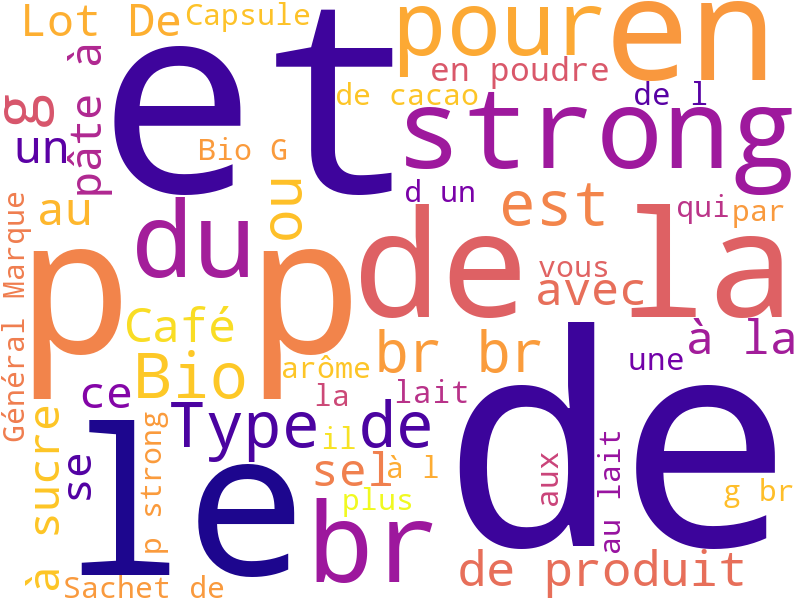 Lot De
Capsule
pour
en
et
pâte à
en poudre
de cacao
de l
g
strong
un
Bio G
ou
d un
est
qui
par
au
du
Général Marque
p p
de la
vous
avec
Café
br br
à la
arôme
une
Bio
ce
la
lait
Type de
il
de
le
à sucre
se
p strong
sel
à l
aux
au lait
plus
g br
br
de produit
Sachet de